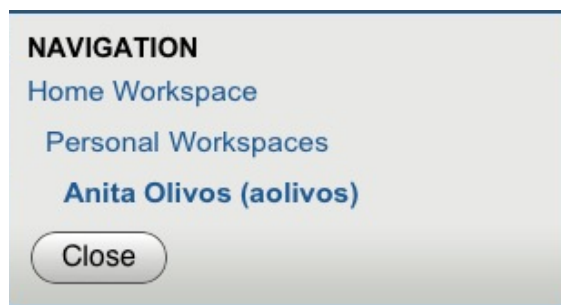 NAVIGATION
Home Workspace
Personal Workspaces
Anita Olivos (aolivos)
Close